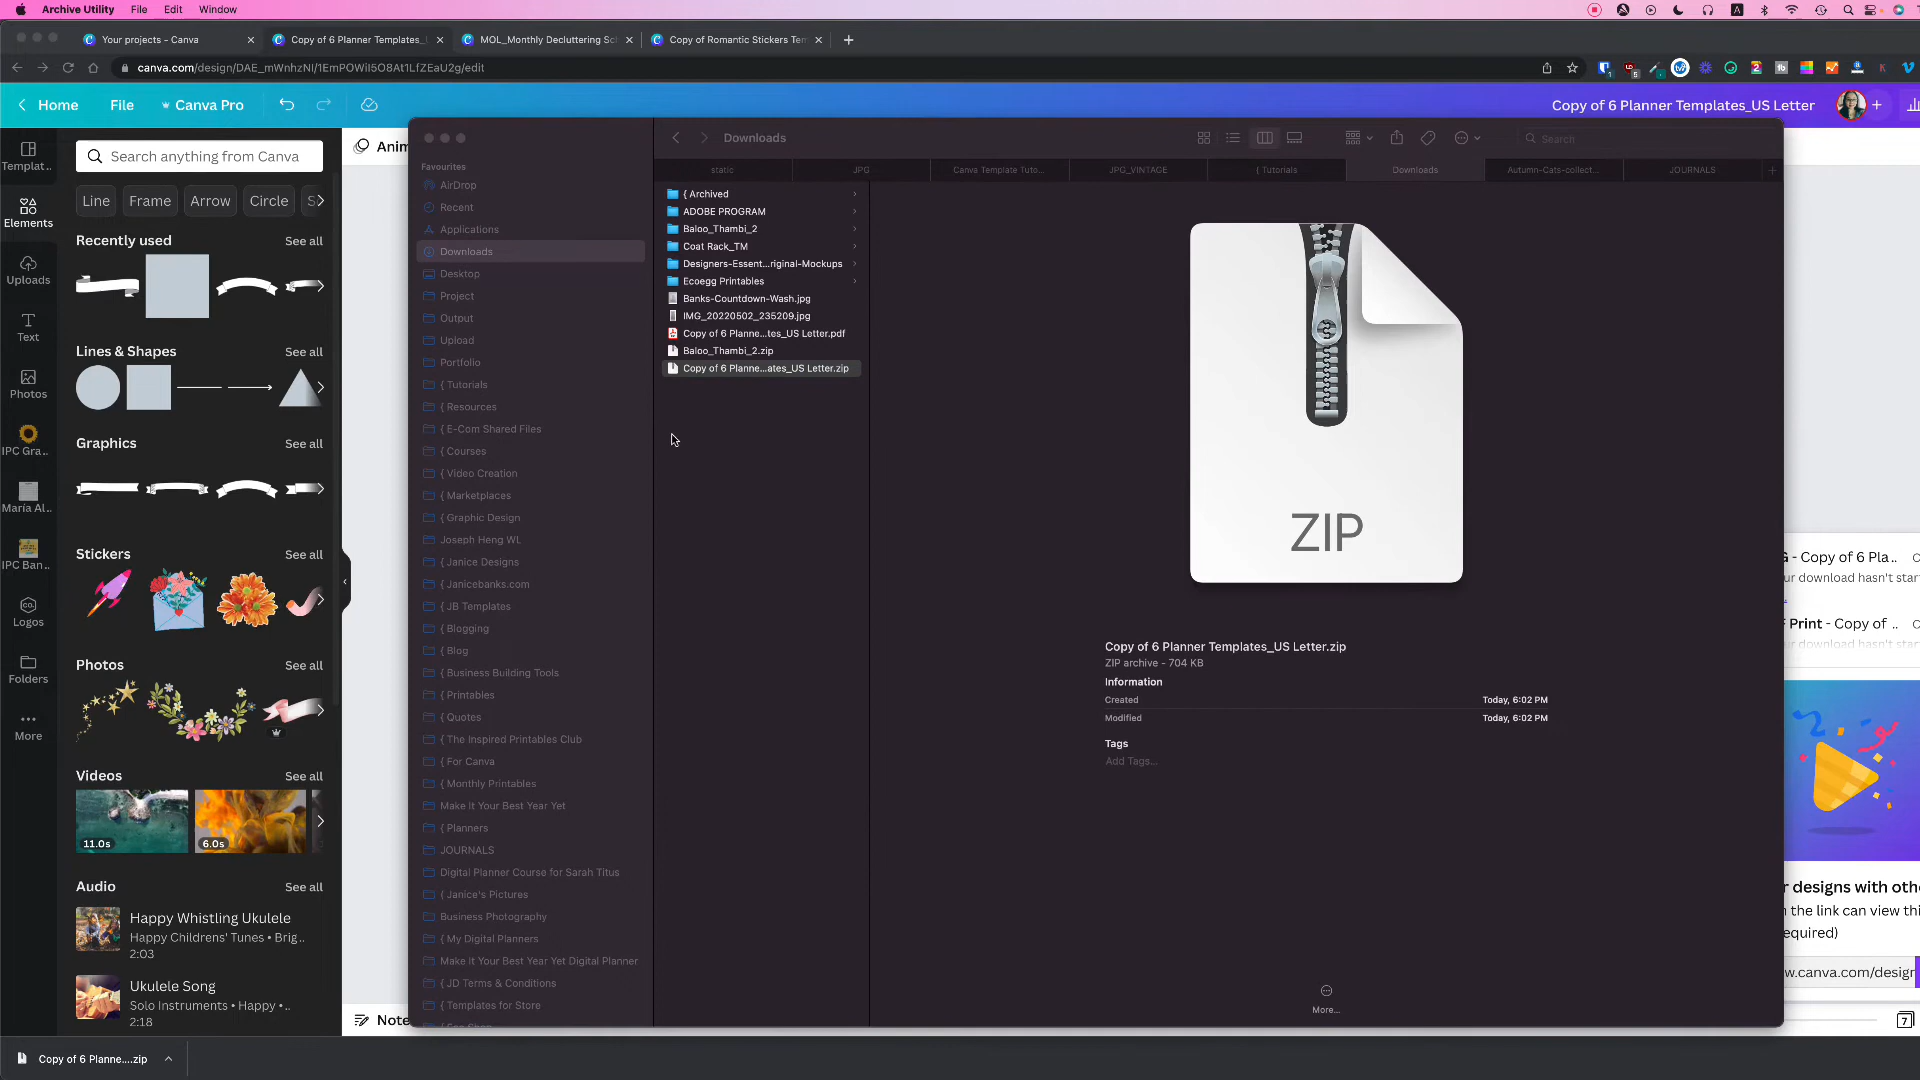 Archive Utility File Edit Window
Your projects - Canva
Copy of 6 Planner Templates_
MOL_Monthly Decluttering Sc
Copy of Romantic Stickers Tem
canva.com/design/DAE_mWnhzNI/1EmPOWiI5O8At1LfZEaU2g/edit
Home File Canva Pro
Copy of 6 Planner Templates_US Letter
Templat..
Elements
Uploads
Text
Photos
IPC Gra..
María Al..
IPC Ban..
Logos
Folders
More
Search anything from Canva
Line Frame Arrow Circle S
Recently used See all
Lines & Shapes See all
Graphics See all
Stickers See all
Photos See all
Videos See all
11.0s 6.0s
Audio See all
Happy Whistling Ukulele
Happy Childrens' Tunes • Brig..
2:03
Ukulele Song
Solo Instruments • Happy •..
2:18
Anim
Note
Favourites
AirDrop
Recent
Applications
Downloads
Desktop
Project
Output
Upload
Portfolio
{ Tutorials
{ Resources
{ E-Com Shared Files
{ Courses
{ Video Creation
{ Marketplaces
{ Graphic Design
Joseph Heng WL
{ Janice Designs
{ Janicebanks.com
{ JB Templates
{ Blogging
{ Blog
{ Business Building Tools
{ Printables
{ Quotes
{ The Inspired Printables Club
{ For Canva
{ Monthly Printables
Make It Your Best Year Yet
{ Planners
JOURNALS
Digital Planner Course for Sarah Titus
{ Janice's Pictures
Business Photography
{ My Digital Planners
Make It Your Best Year Yet Digital Planner
{ JD Terms & Conditions
{ Templates for Store
Downloads
Search
static JPG Canva Template Tuto... JPG_VINTAGE { Tutorials Downloads Autumn-Cats-collect... JOURNALS
{ Archived
ADOBE PROGRAM
Baloo_Thambi_2
Coat Rack_TM
Designers-Essent...riginal-Mockups
Ecoegg Printables
Banks-Countdown-Wash.jpg
IMG_20220502_235209.jpg
Copy of 6 Planne...tes_US Letter.pdf
Baloo_Thambi_2.zip
Copy of 6 Planne...ates_US Letter.zip
ZIP
Copy of 6 Planner Templates_US Letter.zip
ZIP archive - 704 KB
Information
Created Today, 6:02 PM
Modified Today, 6:02 PM
Tags
Add Tags...
More...
G - Copy of 6 Pla..
ur download hasn't star
F Print - Copy of ..
ur download hasn't star
r designs with othe
n the link can view thi
equired)
w.canva.com/design
7
Copy of 6 Planne....zip